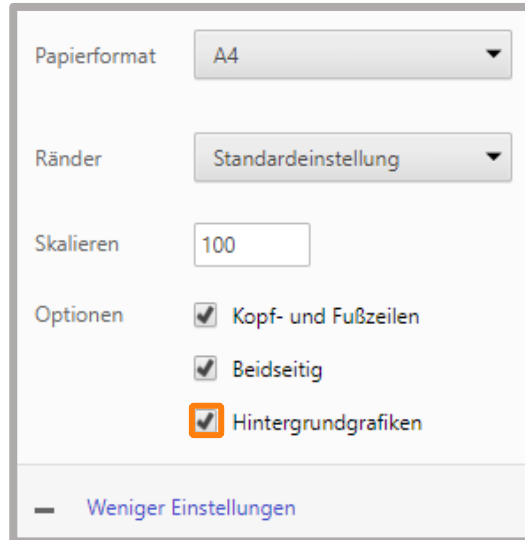 Papierformat A4
Ränder Standardeinstellung
Skalieren 100
Optionen Kopf- und Fußzeilen
Beidseitig
Hintergrundgrafiken
Weniger Einstellungen